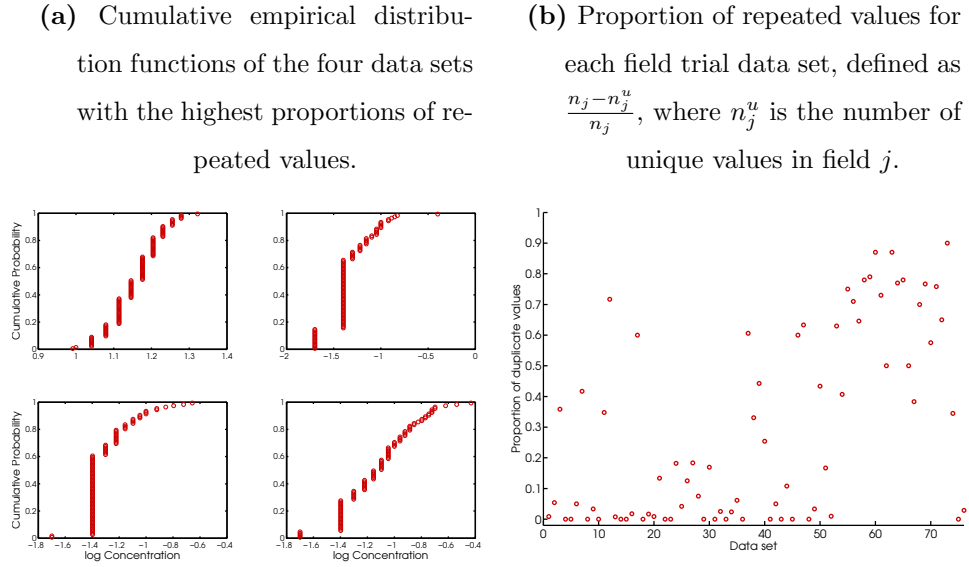 (a) Cumulative empirical distribu-
tion functions of the four data sets
with the highest proportions of re-
peated values.
(b) Proportion of repeated values for
each field trial data set, defined as
$\frac{n_j - n_j^u}{n_j}$, where $n_j^u$ is the number of
unique values in field $j$.
Cumulative Probability
1
0.8
0.6
0.4
0.2
0
0.9 1 1.1 1.2 1.3 1.4
1
0.8
0.6
0.4
0.2
0
−2 −1.5 −1 −0.5 0
Cumulative Probability
1
0.8
0.6
0.4
0.2
0
−1.8 −1.6 −1.4 −1.2 −1 −0.8 −0.6 −0.4
log Concentration
1
0.8
0.6
0.4
0.2
0
−1.8 −1.6 −1.4 −1.2 −1 −0.8 −0.6 −0.4
log Concentration
Proportion of duplicate values
1
0.9
0.8
0.7
0.6
0.5
0.4
0.3
0.2
0.1
0
0 10 20 30 40 50 60 70
Data set